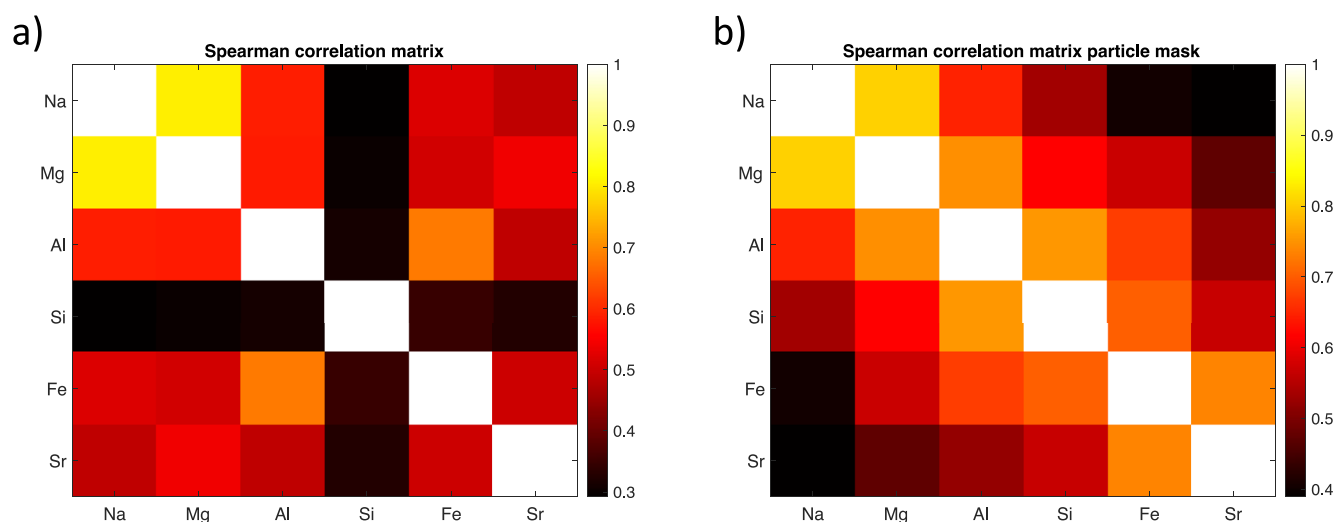 a)
Spearman correlation matrix
Na
Mg
Al
Si
Fe
Sr
Na Mg Al Si Fe Sr
1
0.9
0.8
0.7
0.6
0.5
0.4
0.3
b)
Spearman correlation matrix particle mask
Na
Mg
Al
Si
Fe
Sr
Na Mg Al Si Fe Sr
1
0.9
0.8
0.7
0.6
0.5
0.4